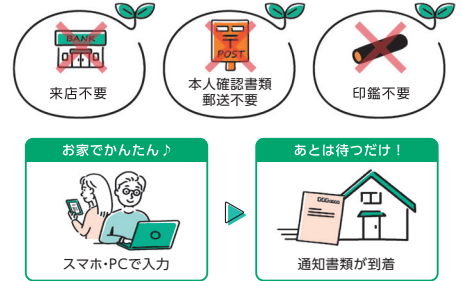 BANK
来店不要
POST
本人確認書類
郵送不要
印鑑不要
お家でかんたん♪
スマホ・PCで入力
あとは待つだけ！
通知書類が到着